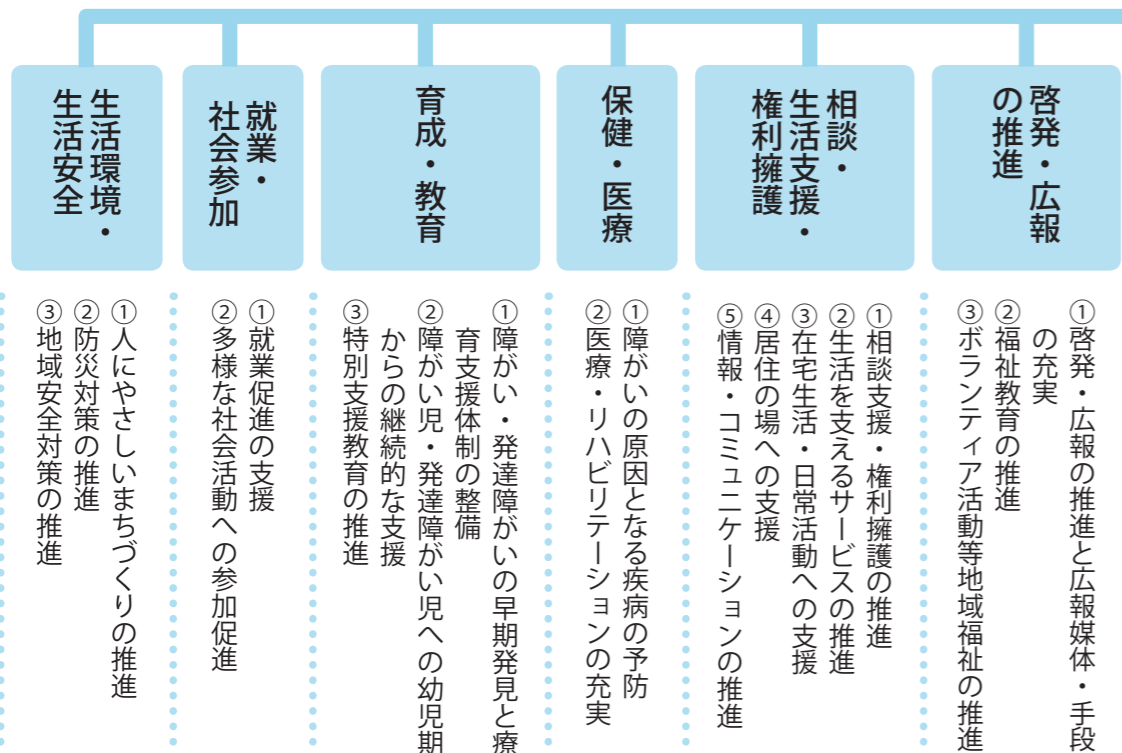 啓発・広報
の推進
①啓発・広報の推進と広報媒体・手段
の充実
②福祉教育の推進
③ボランティア活動等地域福祉の推進
相談・
生活支援・
権利擁護
①相談支援・権利擁護の推進
②生活を支えるサービスの推進
③在宅生活・日常活動への支援
④居住の場への支援
⑤情報・コミュニケーションの推進
保健・医療
①障がいの原因となる疾病の予防
②医療・リハビリテーションの充実
育成・教育
①障がい・発達障がいの早期発見と療
育支援体制の整備
②障がい児・発達障がい児への幼児期
からの継続的な支援
③特別支援教育の推進
就業・
社会参加
①就業促進の支援
②多様な社会活動への参加促進
生活環境・
生活安全
①人にやさしいまちづくりの推進
②防災対策の推進
③地域安全対策の推進